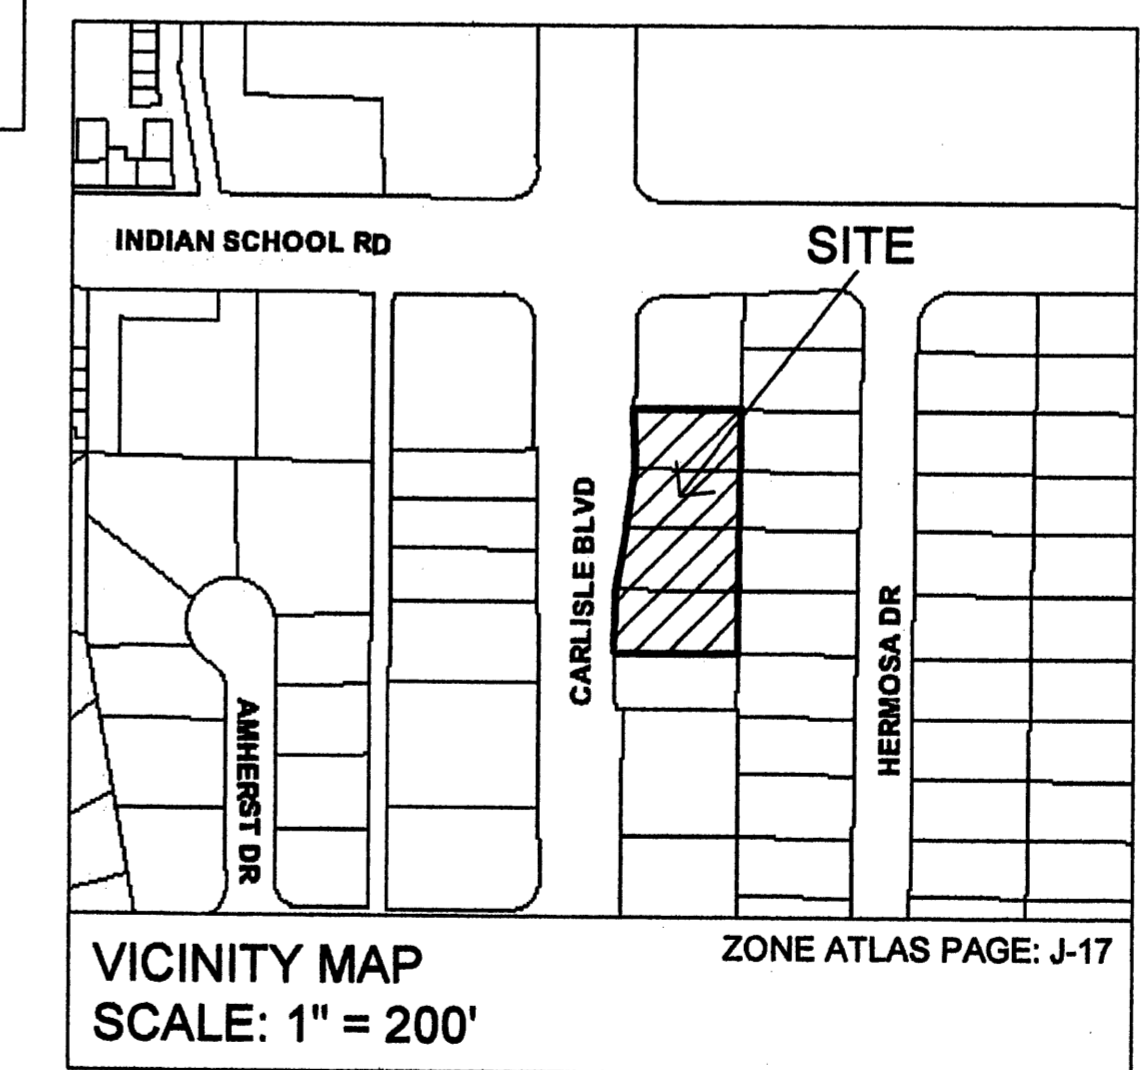 INDIAN SCHOOL RD
SITE
CARLISLE BLVD
HERMOSA DR
AMHERST DR
VICINITY MAP
ZONE ATLAS PAGE: J-17
SCALE: 1" = 200'